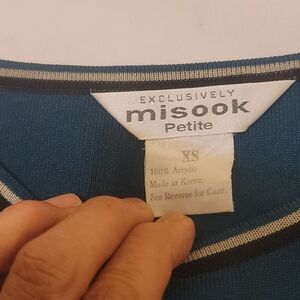 EXCLUSIVELY
misook
Petite
XS
100% Acrylic
Made in Korea.
See Reverse for Care.